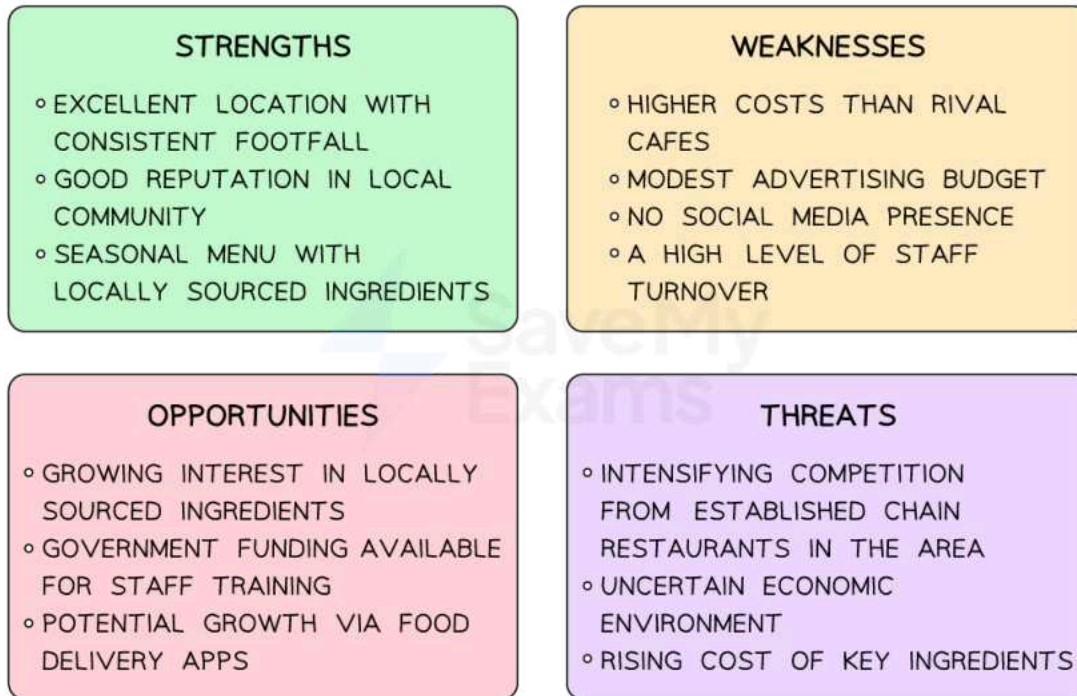 STRENGTHS
◦ EXCELLENT LOCATION WITH
CONSISTENT FOOTFALL
◦ GOOD REPUTATION IN LOCAL
COMMUNITY
◦ SEASONAL MENU WITH
LOCALLY SOURCED INGREDIENTS
WEAKNESSES
◦ HIGHER COSTS THAN RIVAL
CAFES
◦ MODEST ADVERTISING BUDGET
◦ NO SOCIAL MEDIA PRESENCE
◦ A HIGH LEVEL OF STAFF
TURNOVER
SaveMy
Exams
OPPORTUNITIES
◦ GROWING INTEREST IN LOCALLY
SOURCED INGREDIENTS
◦ GOVERNMENT FUNDING AVAILABLE
FOR STAFF TRAINING
◦ POTENTIAL GROWTH VIA FOOD
DELIVERY APPS
THREATS
◦ INTENSIFYING COMPETITION
FROM ESTABLISHED CHAIN
RESTAURANTS IN THE AREA
◦ UNCERTAIN ECONOMIC
ENVIRONMENT
◦ RISING COST OF KEY INGREDIENTS